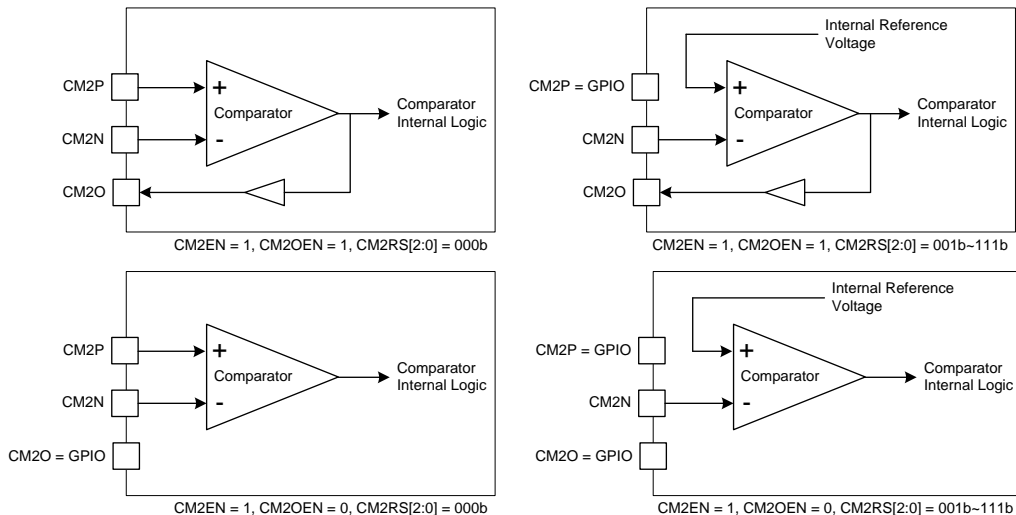 CM2P
CM2N
CM2O
+
-
Comparator
Comparator
Internal Logic
CM2EN = 1, CM2OEN = 1, CM2RS[2:0] = 000b
Internal Reference
Voltage
CM2P = GPIO
CM2N
CM2O
+
-
Comparator
Comparator
Internal Logic
CM2EN = 1, CM2OEN = 1, CM2RS[2:0] = 001b~111b
CM2P
CM2N
CM2O = GPIO
+
-
Comparator
Comparator
Internal Logic
CM2EN = 1, CM2OEN = 0, CM2RS[2:0] = 000b
Internal Reference
Voltage
CM2P = GPIO
CM2N
CM2O = GPIO
+
-
Comparator
Comparator
Internal Logic
CM2EN = 1, CM2OEN = 0, CM2RS[2:0] = 001b~111b